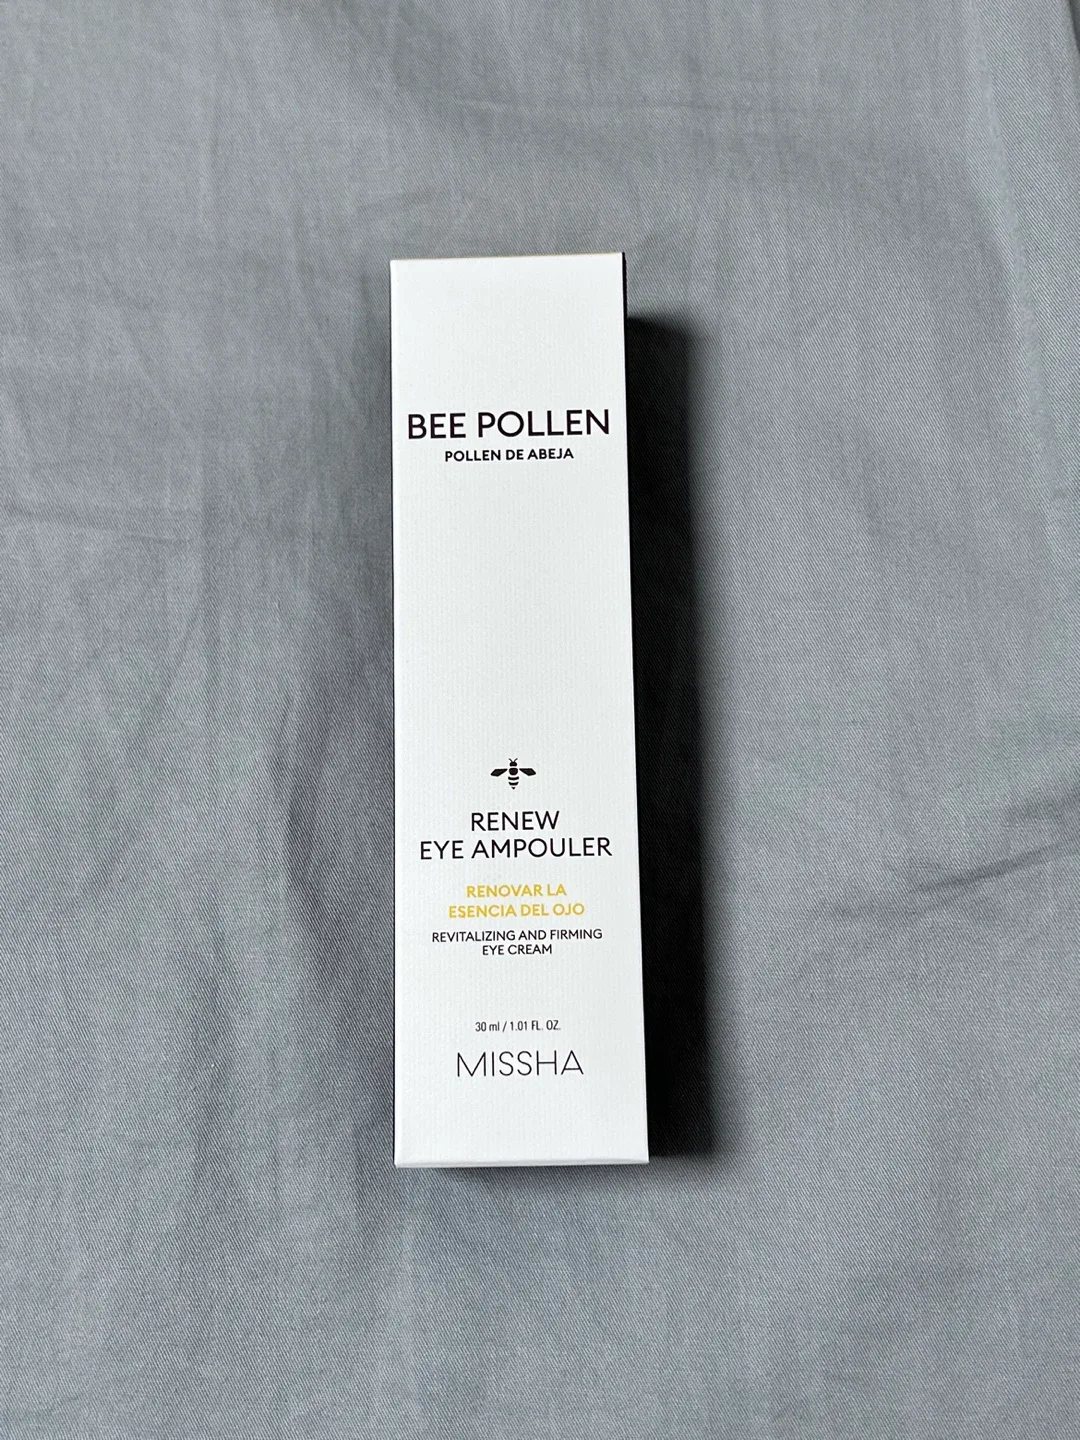 BEE POLLEN
POLLEN DE ABEJA
RENEW
EYE AMPOULER
RENOVAR LA
ESENCIA DEL OJO
REVITALIZING AND FIRMING
EYE CREAM
30 ml / 1.01 FL. OZ.
MISSHA